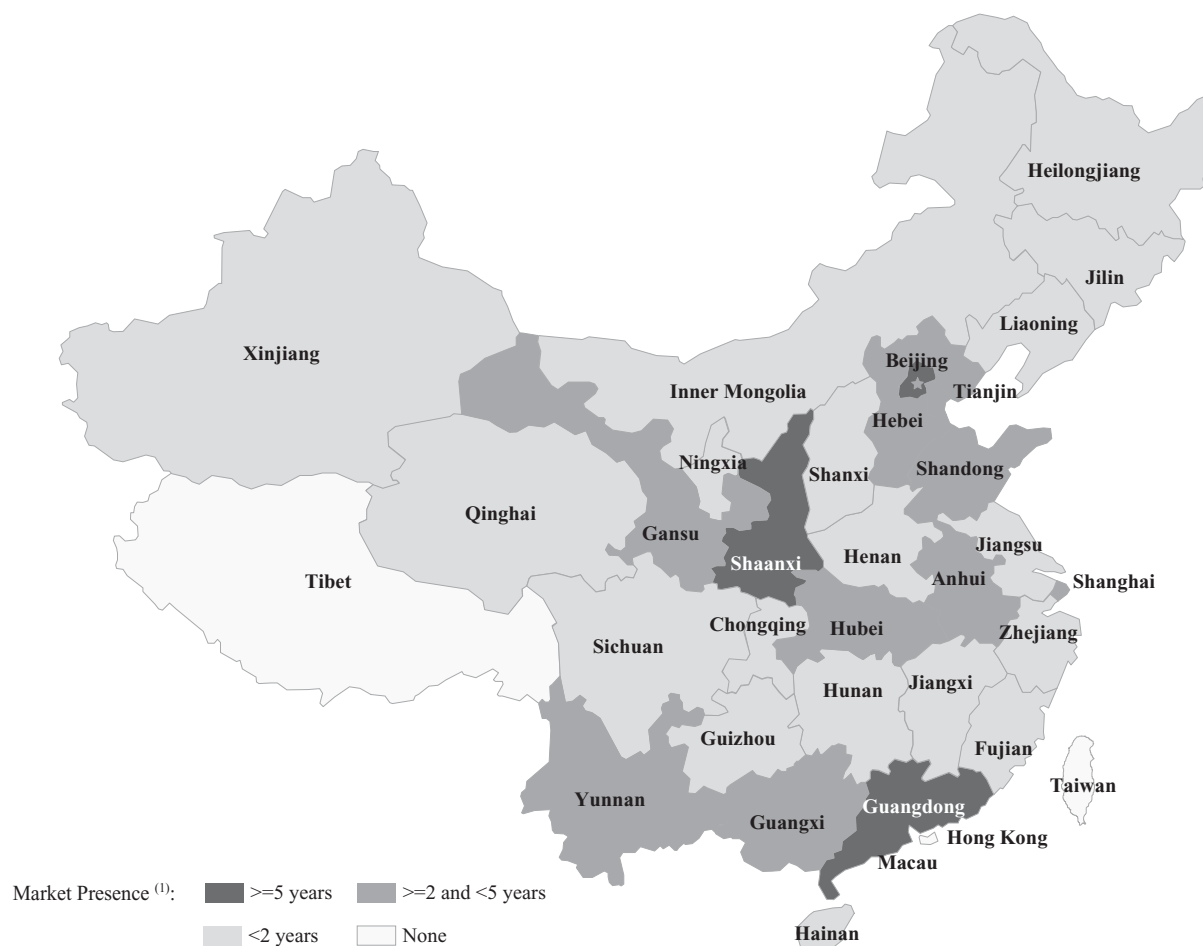 Heilongjiang
Jilin
Liaoning
Xinjiang
Beijing
Inner Mongolia
Tianjin
Hebei
Ningxia
Shanxi
Shandong
Qinghai
Gansu
Shaanxi
Henan
Jiangsu
Tibet
Anhui
Shanghai
Chongqing
Hubei
Zhejiang
Sichuan
Hunan
Jiangxi
Guizhou
Fujian
Taiwan
Yunnan
Guangxi
Guangdong
Hong Kong
Macau
Market Presence (1): >=5 years >=2 and <5 years
<2 years None
Hainan